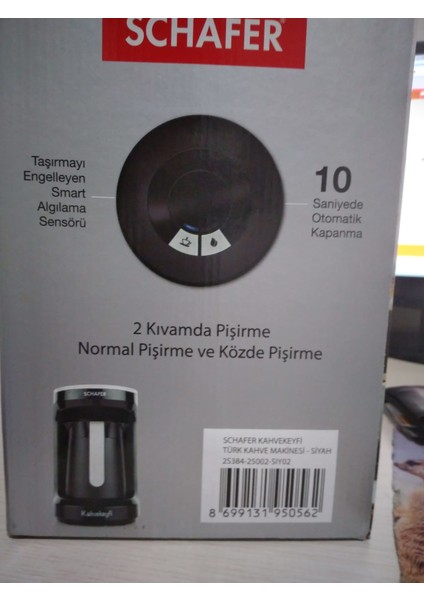 SCHAFER
Taşırmayı
Engelleyen
Smart
Algılama
Sensörü
10
Saniyede
Otomatik
Kapanma
2 Kıvamda Pişirme
Normal Pişirme ve Közde Pişirme
SCHAFER
Kahvekeyfi
SCHAFER KAHVEKEYFİ
TÜRK KAHVE MAKİNESİ - SİYAH
25384-25002-SIY02
8 699131 950562